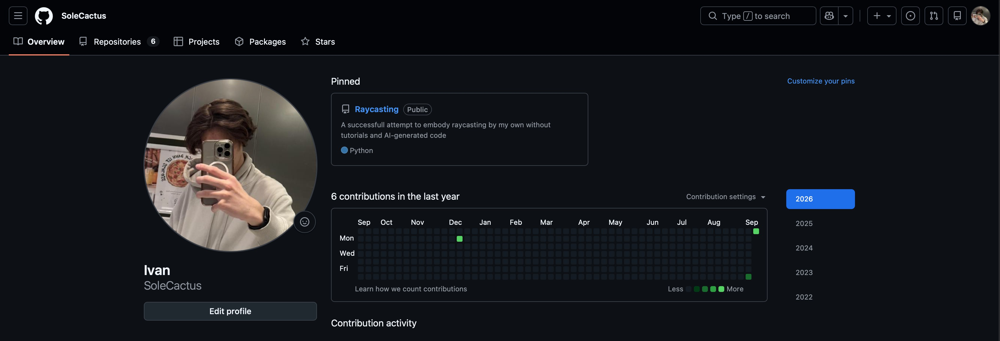 SoleCactus
Type / to search
Overview
Repositories 6
Projects
Packages
Stars
Pinned
Customize your pins
Raycasting Public
A successfull attempt to embody raycasting by my own without
tutorials and AI-generated code
Python
Ivan
SoleCactus
Edit profile
6 contributions in the last year
Contribution settings
Sep Oct Nov Dec Jan Feb Mar Apr May Jun Jul Aug Sep
Mon
Wed
Fri
Learn how we count contributions
Less More
2026
2025
2024
2023
2022
Contribution activity